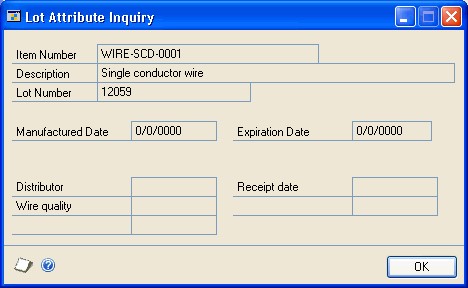 Lot Attribute Inquiry
Item Number WIRE-SCD-0001
Description Single conductor wire
Lot Number 12059
Manufactured Date 0/0/0000 Expiration Date 0/0/0000
Distributor Receipt date
Wire quality
OK